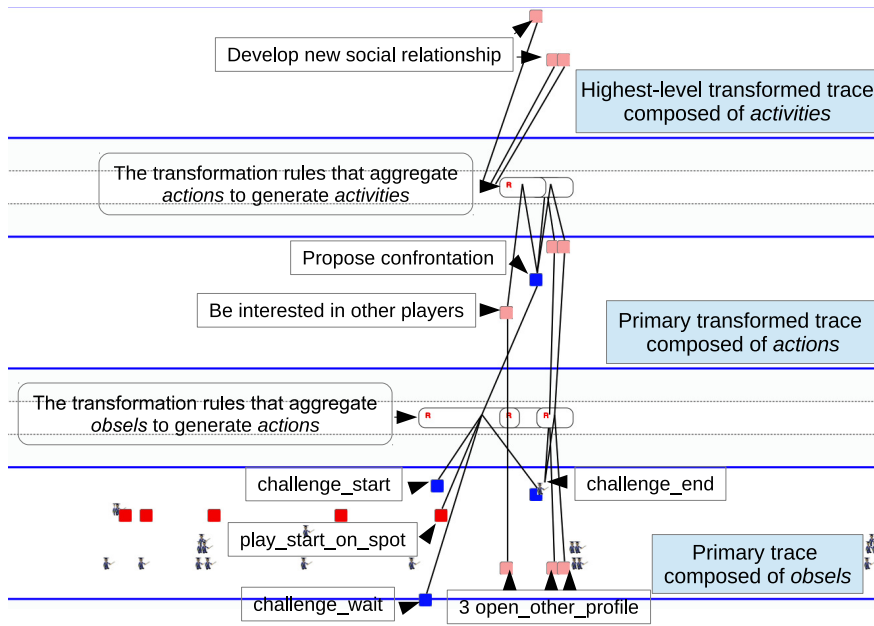 Develop new social relationship
Highest-level transformed trace
composed of activities
The transformation rules that aggregate
actions to generate activities
R
Propose confrontation
Be interested in other players
Primary transformed trace
composed of actions
The transformation rules that aggregate
obsels to generate actions
R
R
R
challenge_start
challenge_end
play_start_on_spot
Primary trace
composed of obsels
challenge_wait
3 open_other_profile